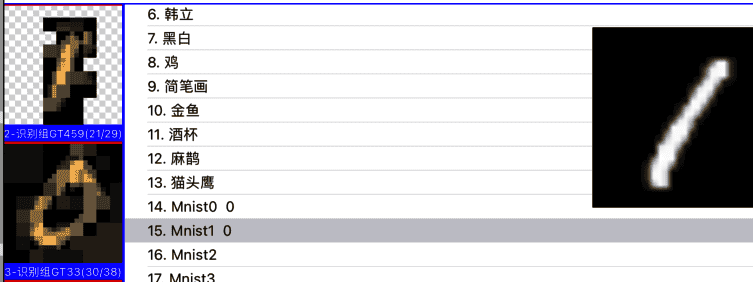 2-识别组GT459(21/29)
3-识别组GT33(30/38)
6. 韩立
7. 黑白
8. 鸡
9. 简笔画
10. 金鱼
11. 酒杯
12. 麻鹊
13. 猫头鹰
14. Mnist0  0
15. Mnist1  0
16. Mnist2
17. Mnist3